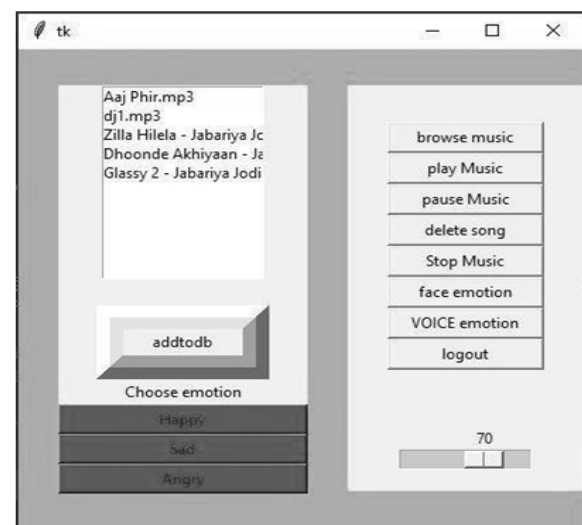 tk
Aaj Phir.mp3
dj1.mp3
Zilla Hilela - Jabariya Jc
Dhoonde Akhiyaan - Ja
Glassy 2 - Jabariya Jodi
addtodb
Choose emotion
Happy
Sad
Angry
browse music
play Music
pause Music
delete song
Stop Music
face emotion
VOICE emotion
logout
70